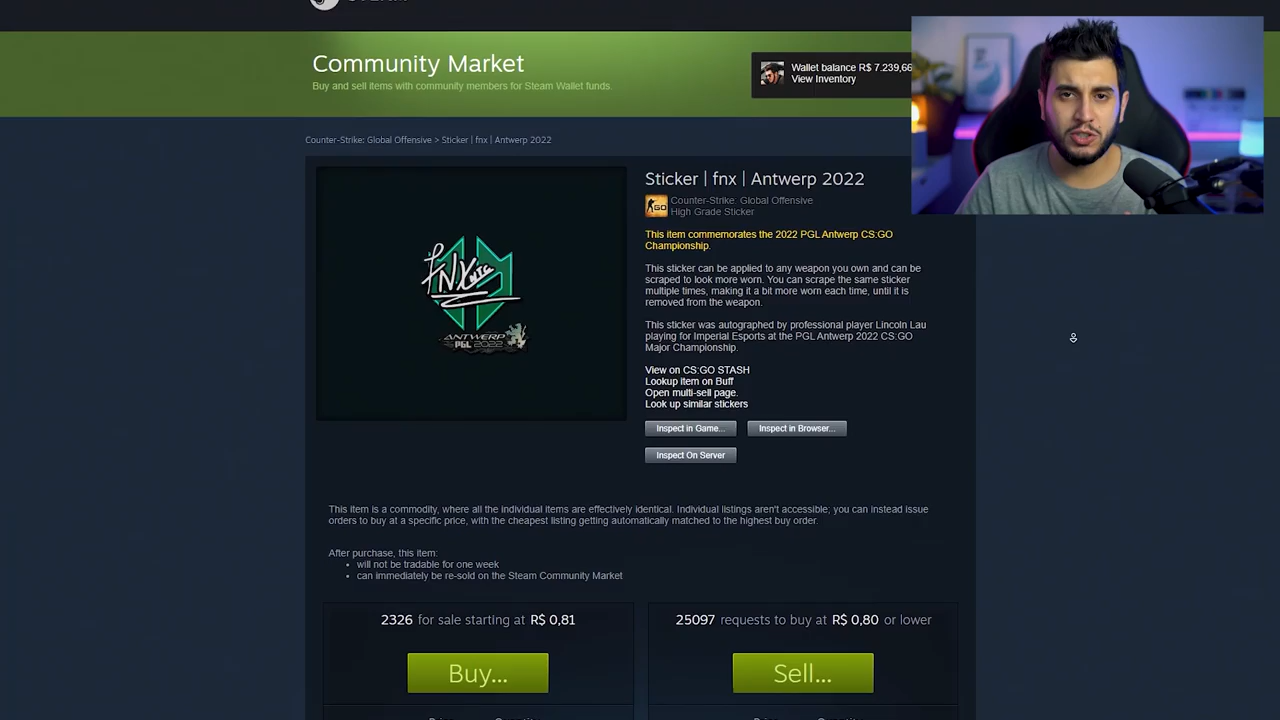 Community Market
Buy and sell items with community members for Steam Wallet funds.
Wallet balance R$ 7.239,66
View Inventory
Counter-Strike: Global Offensive > Sticker | fnx | Antwerp 2022
FNX
NTC
ANTWERP
PGL 2022
Sticker | fnx | Antwerp 2022
GO
Counter-Strike: Global Offensive
High Grade Sticker
This item commemorates the 2022 PGL Antwerp CS:GO
Championship.
This sticker can be applied to any weapon you own and can be
scraped to look more worn. You can scrape the same sticker
multiple times, making it a bit more worn each time, until it is
removed from the weapon.
This sticker was autographed by professional player Lincoln Lau
playing for Imperial Esports at the PGL Antwerp 2022 CS:GO
Major Championship.
View on CS:GO STASH
Lookup item on Buff
Open multi-sell page.
Look up similar stickers
Inspect in Game... Inspect in Browser...
Inspect On Server
This item is a commodity, where all the individual items are effectively identical. Individual listings aren't accessible; you can instead issue
orders to buy at a specific price, with the cheapest listing getting automatically matched to the highest buy order.
After purchase, this item:
• will not be tradable for one week
• can immediately be re-sold on the Steam Community Market
2326 for sale starting at R$ 0,81
Buy...
25097 requests to buy at R$ 0,80 or lower
Sell...